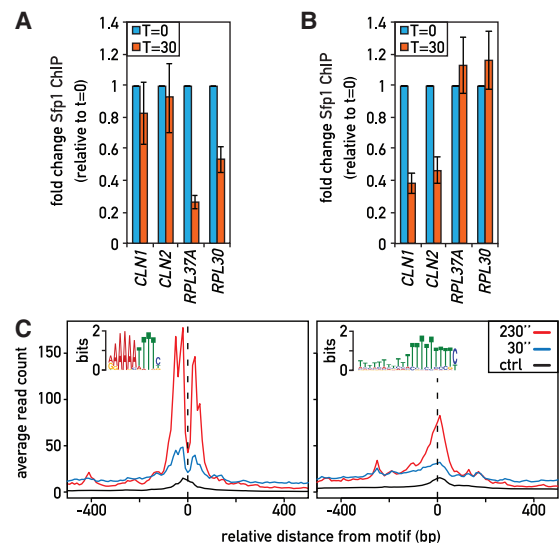 A
fold change Sfp1 ChIP
(relative to t=0)
1.4
1.2
1
0.8
0.6
0.4
0.2
0
T=0
T=30
CLN1
CLN2
RPL37A
RPL30
B
fold change Sfp1 ChIP
(relative to t=0)
1.4
1.2
1
0.8
0.6
0.4
0.2
0
T=0
T=30
CLN1
CLN2
RPL37A
RPL30
C
average read count
150
100
50
0
bits
2
1
0
-400
0
400
bits
2
1
0
230''
30''
ctrl
-400
0
400
relative distance from motif (bp)